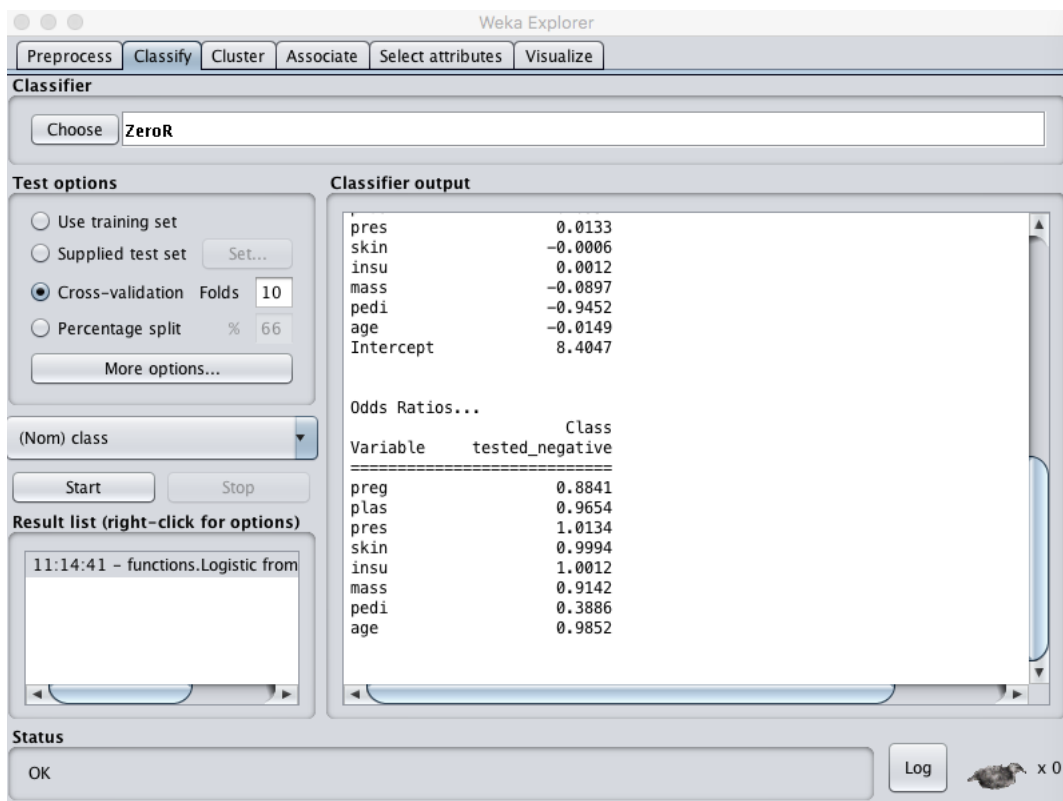 Weka Explorer
Preprocess Classify Cluster Associate Select attributes Visualize
Classifier
Choose ZeroR
Test options
Use training set
Supplied test set Set...
Cross-validation Folds 10
Percentage split % 66
More options...
(Nom) class
Start Stop
Result list (right-click for options)
11:14:41 - functions.Logistic from
Classifier output
pres 0.0133
skin -0.0006
insu 0.0012
mass -0.0897
pedi -0.9452
age -0.0149
Intercept 8.4047
Odds Ratios...
Class
Variable tested_negative
============================
preg 0.8841
plas 0.9654
pres 1.0134
skin 0.9994
insu 1.0012
mass 0.9142
pedi 0.3886
age 0.9852
Status
OK
Log x 0